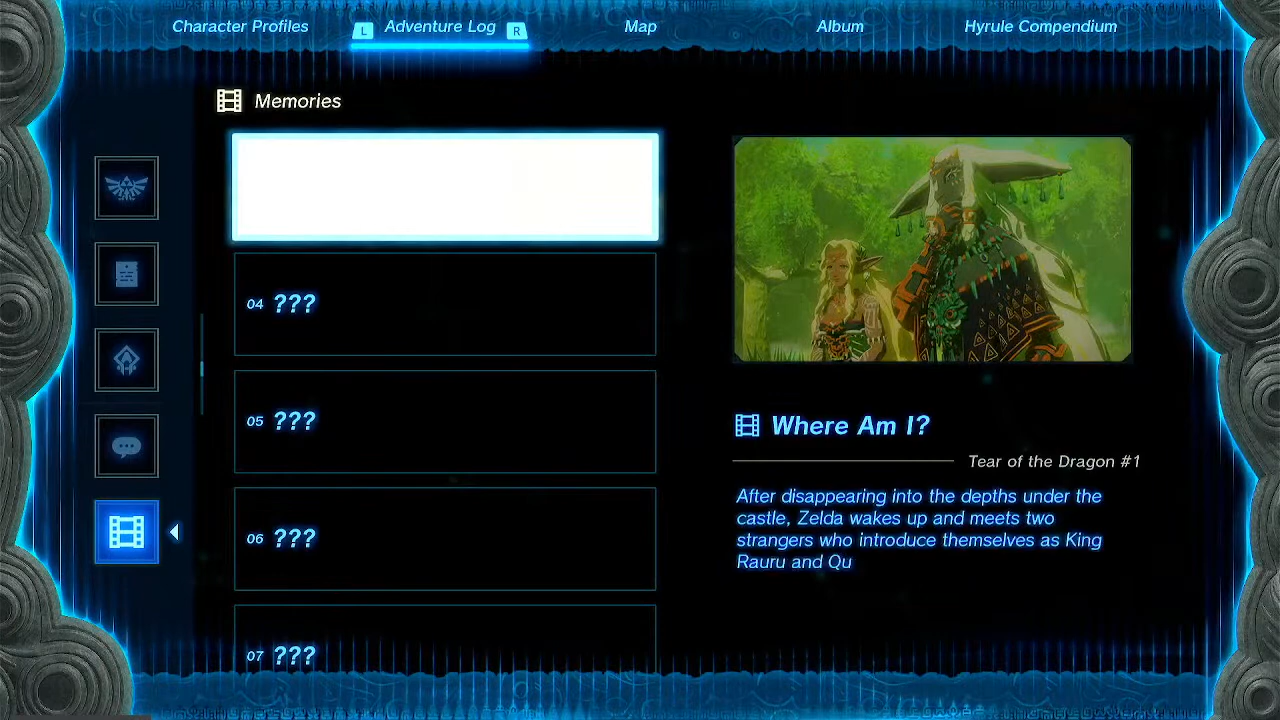 Character Profiles
L
Adventure Log
R
Map
Album
Hyrule Compendium
Memories
04 ???
05 ???
06 ???
07 ???
Where Am I?
Tear of the Dragon #1
After disappearing into the depths under the
castle, Zelda wakes up and meets two
strangers who introduce themselves as King
Rauru and Qu